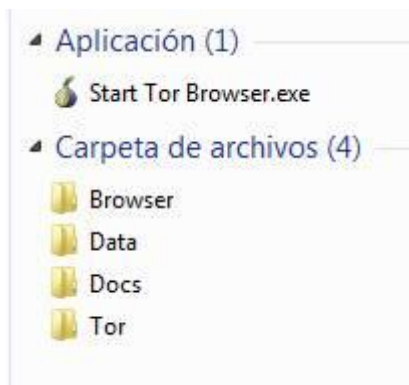 Aplicación (1)
Start Tor Browser.exe
Carpeta de archivos (4)
Browser
Data
Docs
Tor